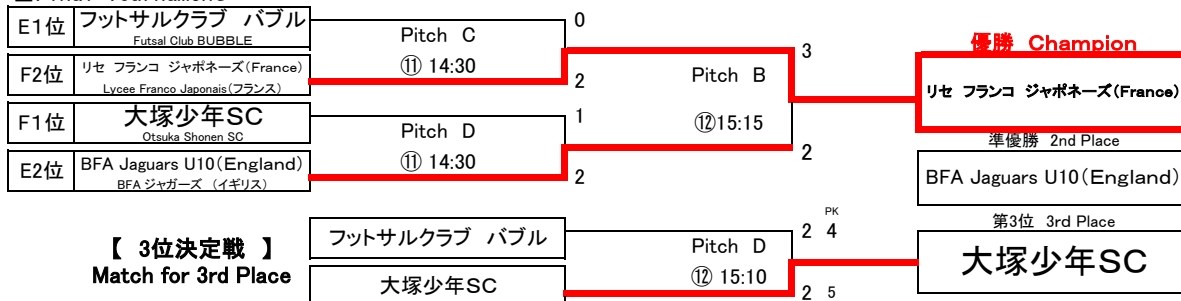 E1位 フットサルクラブ バブル
Futsal Club BUBBLE
F2位 リセ フランコ ジャポネーズ(France)
Lycee Franco Japonais(フランス)
F1位 大塚少年SC
Otsuka Shonen SC
E2位 BFA Jaguars U10(England)
BFA ジャガーズ (イギリス)
Pitch C
⑪ 14:30
0
2
Pitch D
⑪ 14:30
1
2
Pitch B
⑫15:15
3
2
優勝 Champion
リセ フランコ ジャポネーズ(France)
準優勝 2nd Place
BFA Jaguars U10(England)
【 3位決定戦 】
Match for 3rd Place
フットサルクラブ バブル
大塚少年SC
Pitch D
⑫ 15:10
PK
2 4
2 5
第3位 3rd Place
大塚少年SC